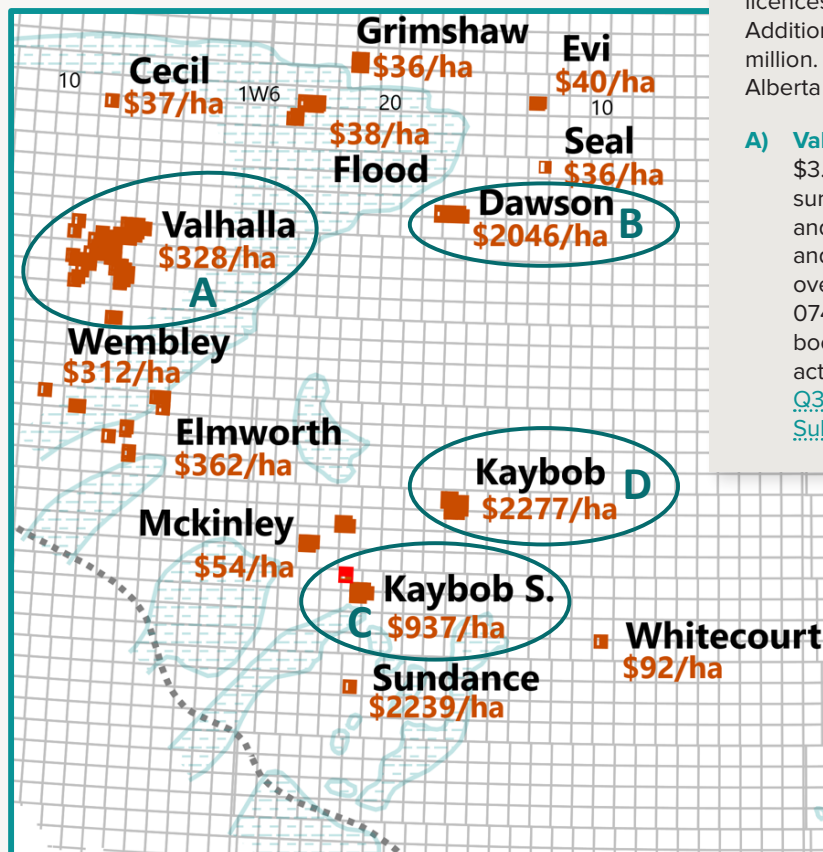 Grimshaw
$36/ha
Evi
$40/ha
10
Cecil
$37/ha
10
1W6
20
$38/ha
Flood
Seal
$36/ha
Valhalla
$328/ha
A
Dawson
$2046/ha
B
Wembley
$312/ha
Elmworth
$362/ha
Kaybob
$2277/ha
D
Mckinley
$54/ha
Kaybob S.
$937/ha
C
Whitecourt
$92/ha
Sundance
$2239/ha
licences
Addition
million.
Alberta
A) Val
$3.
sur
and
and
ove
074
boo
act
Q3
Sul